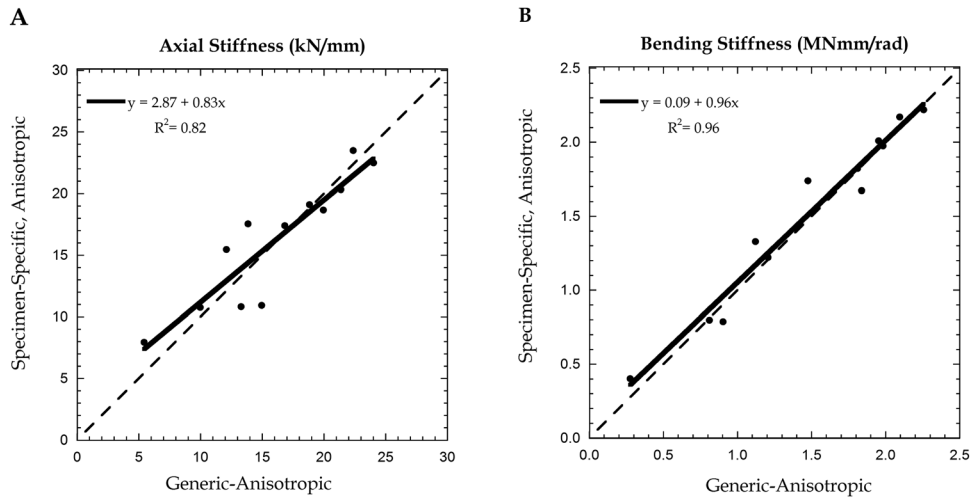 A
Axial Stiffness (kN/mm)
30
25
20
15
10
5
0
0 5 10 15 20 25 30
y = 2.87 + 0.83x
R²= 0.82
Specimen-Specific, Anisotropic
Generic-Anisotropic
B
Bending Stiffness (MNmm/rad)
2.5
2.0
1.5
1.0
0.5
0.0
0.0 0.5 1.0 1.5 2.0 2.5
y = 0.09 + 0.96x
R²= 0.96
Specimen-Specific, Anisotropic
Generic-Anisotropic